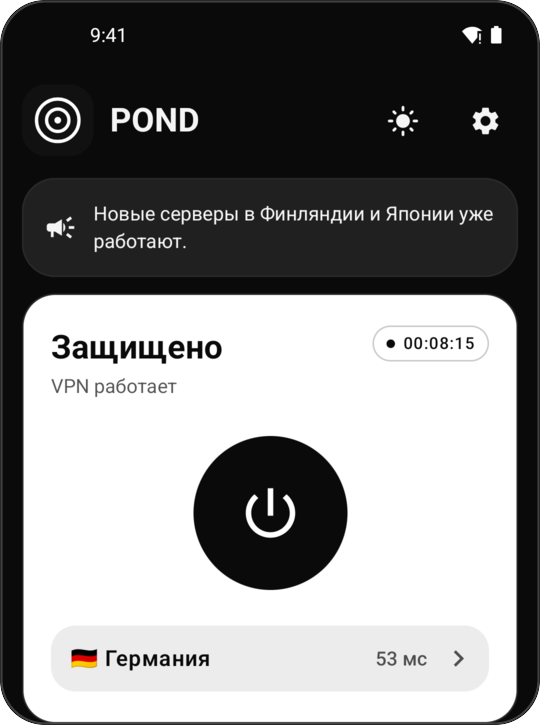 9:41
POND
Новые серверы в Финляндии и Японии уже
работают.
Защищено
00:08:15
VPN работает
Германия
53 мс